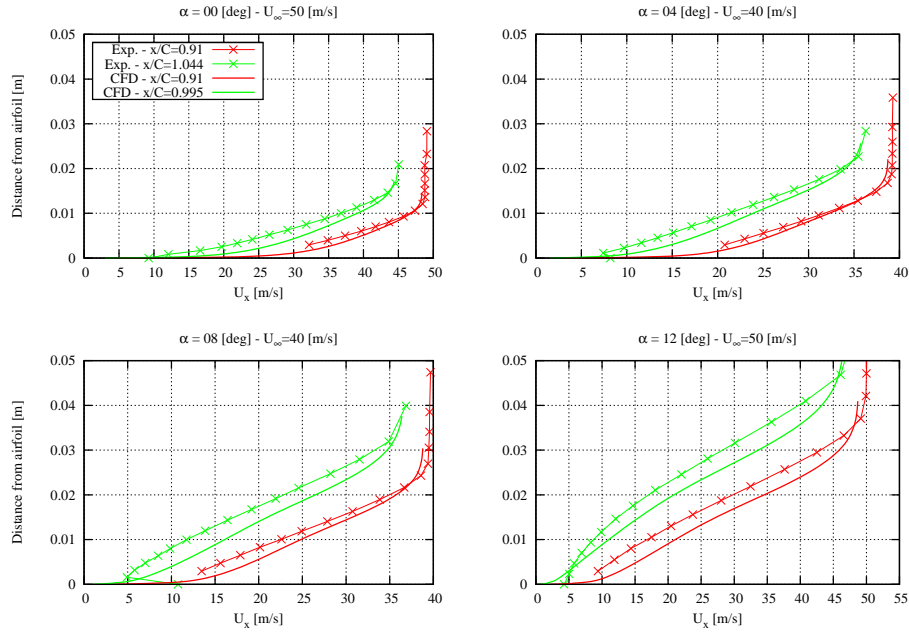 α = 00 [deg] - U∞=50 [m/s]
Distance from airfoil [m]
0.05
0.04
0.03
0.02
0.01
0
Exp. - x/C=0.91
Exp. - x/C=1.044
CFD - x/C=0.91
CFD - x/C=0.995
0 5 10 15 20 25 30 35 40 45 50
Ux [m/s]
α = 04 [deg] - U∞=40 [m/s]
0.05
0.04
0.03
0.02
0.01
0
0 5 10 15 20 25 30 35 40
Ux [m/s]
α = 08 [deg] - U∞=40 [m/s]
Distance from airfoil [m]
0.05
0.04
0.03
0.02
0.01
0
0 5 10 15 20 25 30 35 40
Ux [m/s]
α = 12 [deg] - U∞=50 [m/s]
0.05
0.04
0.03
0.02
0.01
0
0 5 10 15 20 25 30 35 40 45 50 55
Ux [m/s]